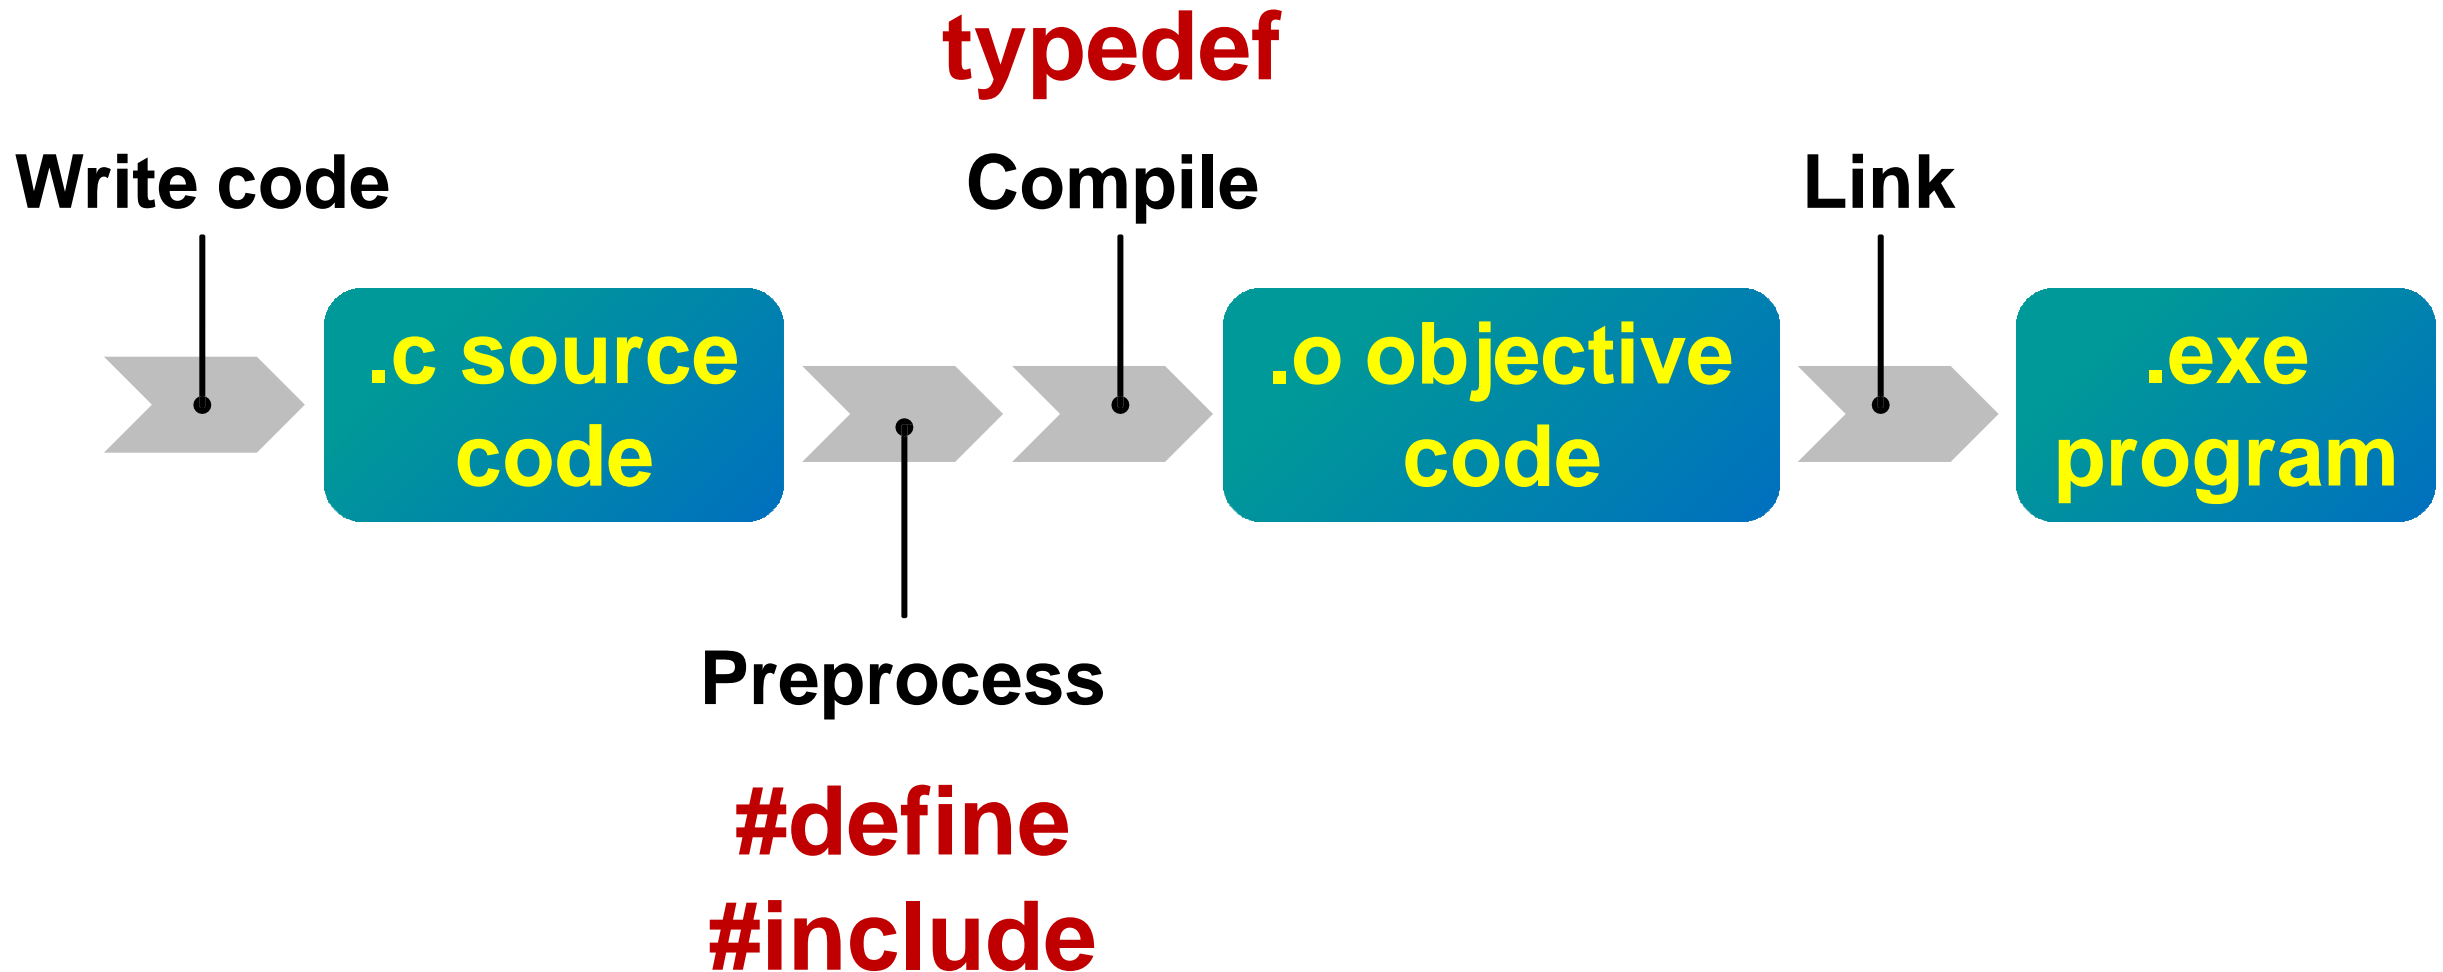 typedef
Write code
Compile
Link
.c source
code
.o objective
code
.exe
program
Preprocess
#define
#include